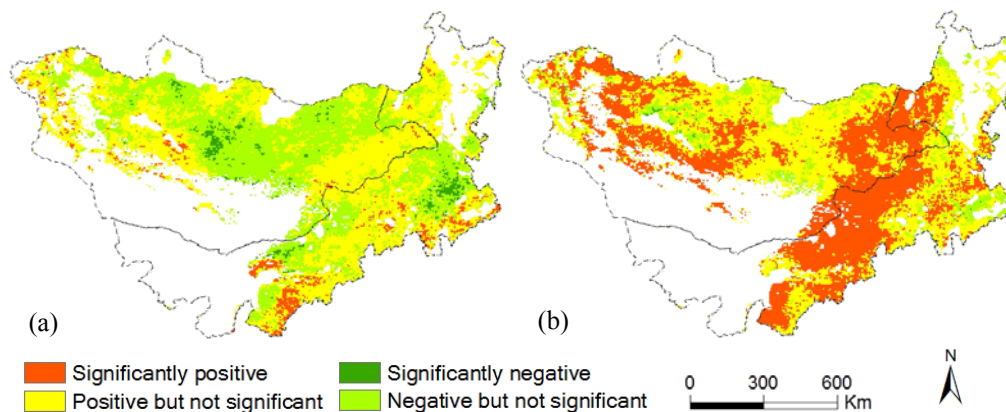 (a)
(b)
Significantly positive
Significantly negative
Positive but not significant
Negative but not significant
0 300 600
Km
N